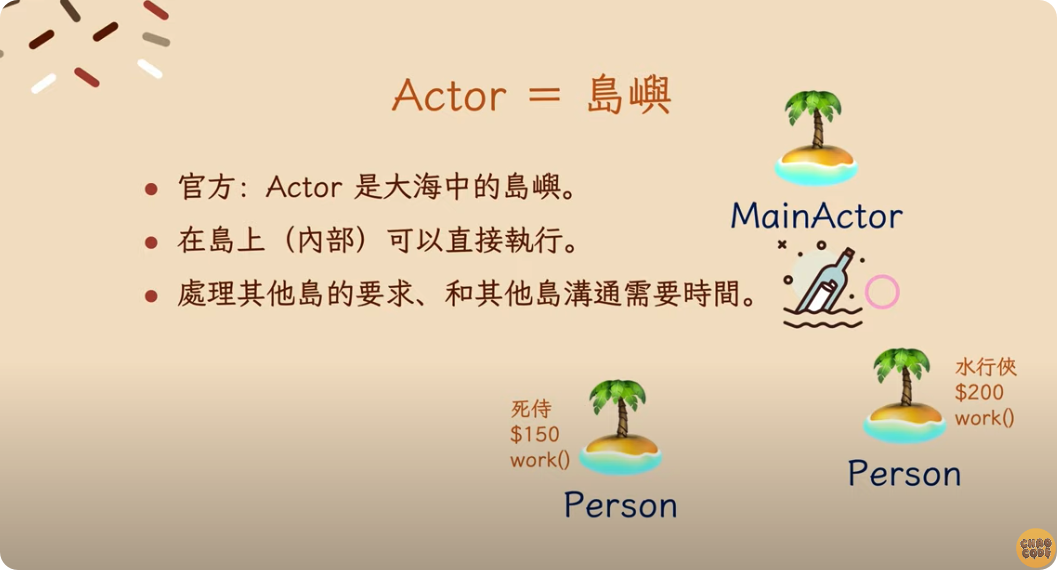 Actor = 島嶼
官方：Actor 是大海中的島嶼。
在島上（內部）可以直接執行。
處理其他島的要求、和其他島溝通需要時間。
MainActor
死侍
$150
work()
Person
水行俠
$200
work()
Person
CHAO
CODE